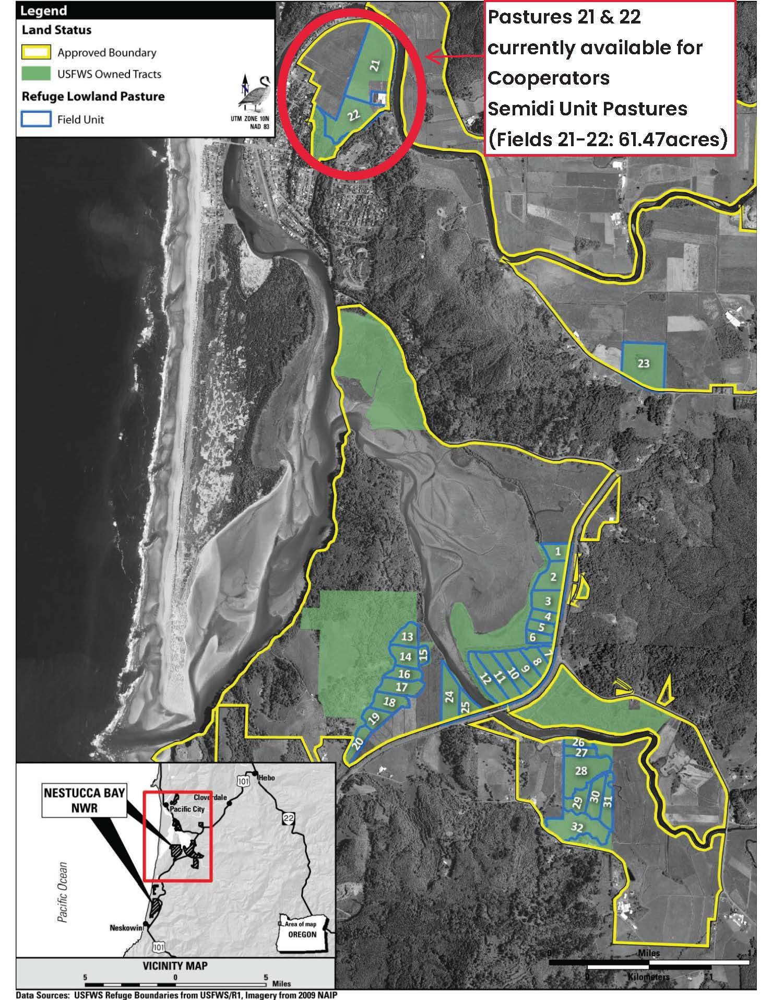 Legend
Land Status
Approved Boundary
USFWS Owned Tracts
Refuge Lowland Pasture
Field Unit
N
UTM ZONE 10N
NAD 83
Pastures 21 & 22
currently available for
Cooperators
Semidi Unit Pastures
(Fields 21-22: 61.47acres)
21
22
23
1
2
3
4
5
6
7
8
9
10
11
12
13
14
15
16
17
18
19
20
24
25
26
27
28
29
30
31
32
NESTUCCA BAY
NWR
101
Hebo
Cloverdale
Pacific City
22
Pacific Ocean
Neskowin
101
Area of map
OREGON
VICINITY MAP
5 0 5
Miles
0 Miles 1
0 Kilometers 1
Data Sources: USFWS Refuge Boundaries from USFWS/R1, Imagery from 2009 NAIP